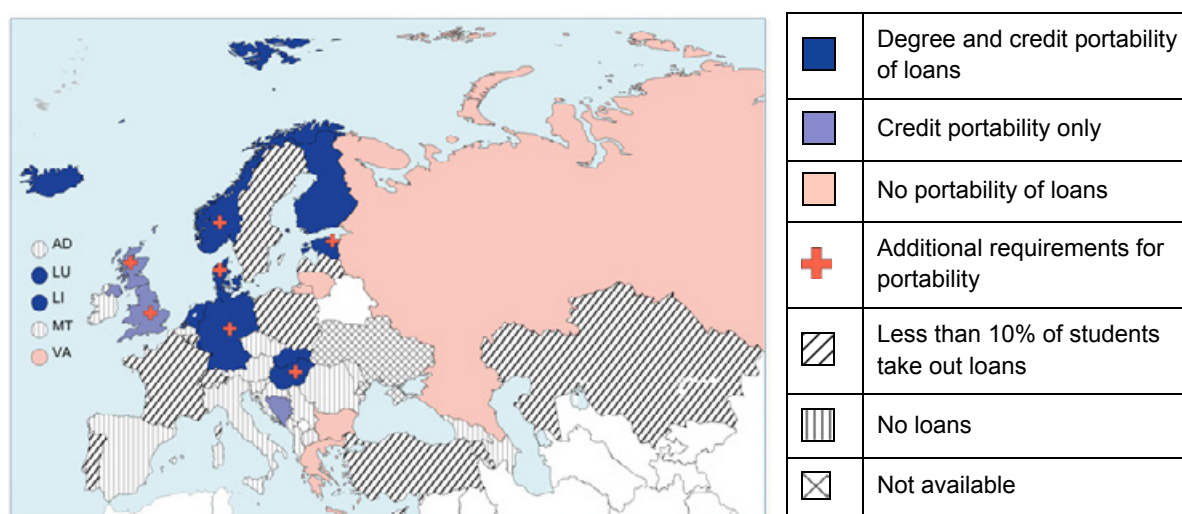 AD
LU
LI
MT
VA
Degree and credit portability
of loans
Credit portability only
No portability of loans
Additional requirements for
portability
Less than 10% of students
take out loans
No loans
Not available